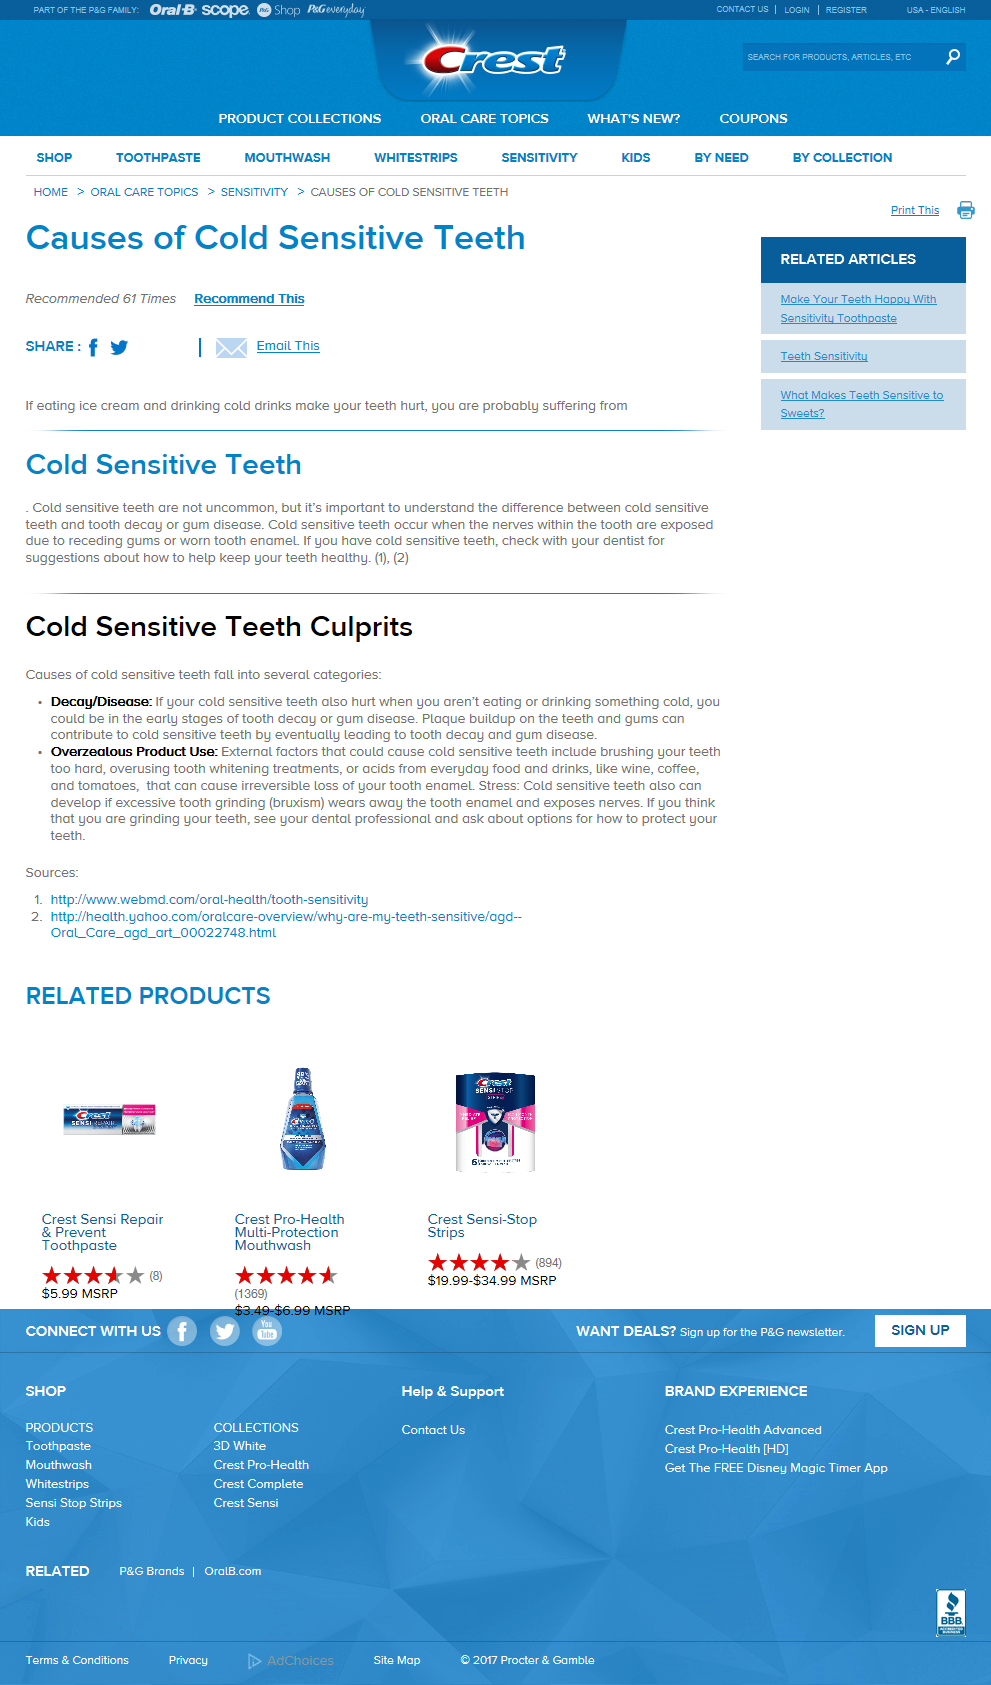 PART OF THE P&G FAMILY: Oral-B scope. P&G Shop P&G everyday
CONTACT US | LOGIN | REGISTER USA - ENGLISH
Crest
SEARCH FOR PRODUCTS, ARTICLES, ETC
PRODUCT COLLECTIONS ORAL CARE TOPICS WHAT'S NEW? COUPONS
SHOP TOOTHPASTE MOUTHWASH WHITESTRIPS SENSITIVITY KIDS BY NEED BY COLLECTION
HOME > ORAL CARE TOPICS > SENSITIVITY > CAUSES OF COLD SENSITIVE TEETH
Print This
Causes of Cold Sensitive Teeth
Recommended 61 Times Recommend This
SHARE : | Email This
RELATED ARTICLES
Make Your Teeth Happy With
Sensitivity Toothpaste
Teeth Sensitivity
What Makes Teeth Sensitive to
Sweets?
If eating ice cream and drinking cold drinks make your teeth hurt, you are probably suffering from
Cold Sensitive Teeth
. Cold sensitive teeth are not uncommon, but it's important to understand the difference between cold sensitive
teeth and tooth decay or gum disease. Cold sensitive teeth occur when the nerves within the tooth are exposed
due to receding gums or worn tooth enamel. If you have cold sensitive teeth, check with your dentist for
suggestions about how to help keep your teeth healthy. (1), (2)
Cold Sensitive Teeth Culprits
Causes of cold sensitive teeth fall into several categories:
• Decay/Disease: If your cold sensitive teeth also hurt when you aren't eating or drinking something cold, you
could be in the early stages of tooth decay or gum disease. Plaque buildup on the teeth and gums can
contribute to cold sensitive teeth by eventually leading to tooth decay and gum disease.
• Overzealous Product Use: External factors that could cause cold sensitive teeth include brushing your teeth
too hard, overusing tooth whitening treatments, or acids from everyday food and drinks, like wine, coffee,
and tomatoes, that can cause irreversible loss of your tooth enamel. Stress: Cold sensitive teeth also can
develop if excessive tooth grinding (bruxism) wears away the tooth enamel and exposes nerves. If you think
that you are grinding your teeth, see your dental professional and ask about options for how to protect your
teeth.
Sources:
1. http://www.webmd.com/oral-health/tooth-sensitivity
2. http://health.yahoo.com/oralcare-overview/why-are-my-teeth-sensitive/agd--
Oral_Care_agd_art_00022748.html
RELATED PRODUCTS
Crest
SENSI REPAIR
Crest
SENSI-STOP
STRIPS
Crest Sensi Repair
& Prevent
Toothpaste
(8)
$5.99 MSRP
Crest Pro-Health
Multi-Protection
Mouthwash
(1369)
$3.49-$6.99 MSRP
Crest Sensi-Stop
Strips
(894)
$19.99-$34.99 MSRP
CONNECT WITH US You Tube
WANT DEALS? Sign up for the P&G newsletter. SIGN UP
SHOP
PRODUCTS
Toothpaste
Mouthwash
Whitestrips
Sensi Stop Strips
Kids
COLLECTIONS
3D White
Crest Pro-Health
Crest Complete
Crest Sensi
Help & Support
Contact Us
BRAND EXPERIENCE
Crest Pro-Health Advanced
Crest Pro-Health [HD]
Get The FREE Disney Magic Timer App
RELATED P&G Brands | OralB.com
BBB.
ACCREDITED
BUSINESS
Terms & Conditions Privacy AdChoices Site Map © 2017 Procter & Gamble